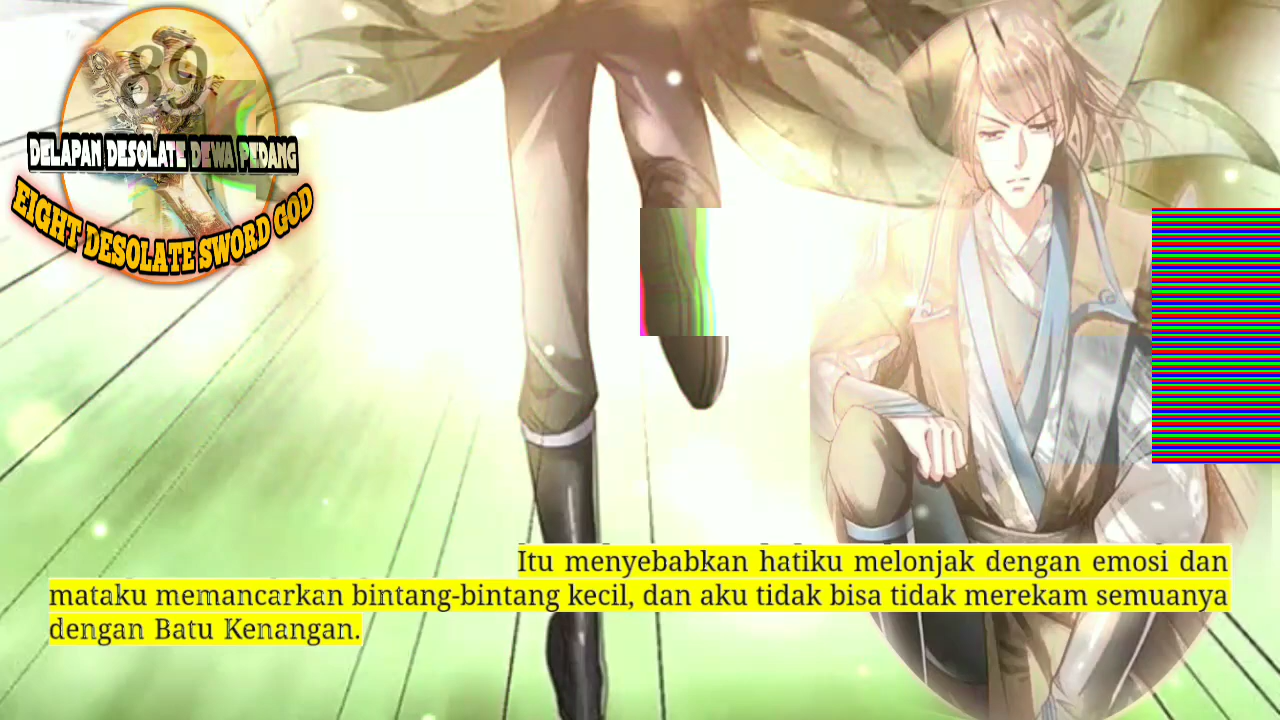 89
DELAPAN DESOLATE DEWA PEDANG
EIGHT DESOLATE SWORD GOD
Itu menyebabkan hatiku melonjak dengan emosi dan
mataku memancarkan bintang-bintang kecil, dan aku tidak bisa tidak merekam semuanya
dengan Batu Kenangan.